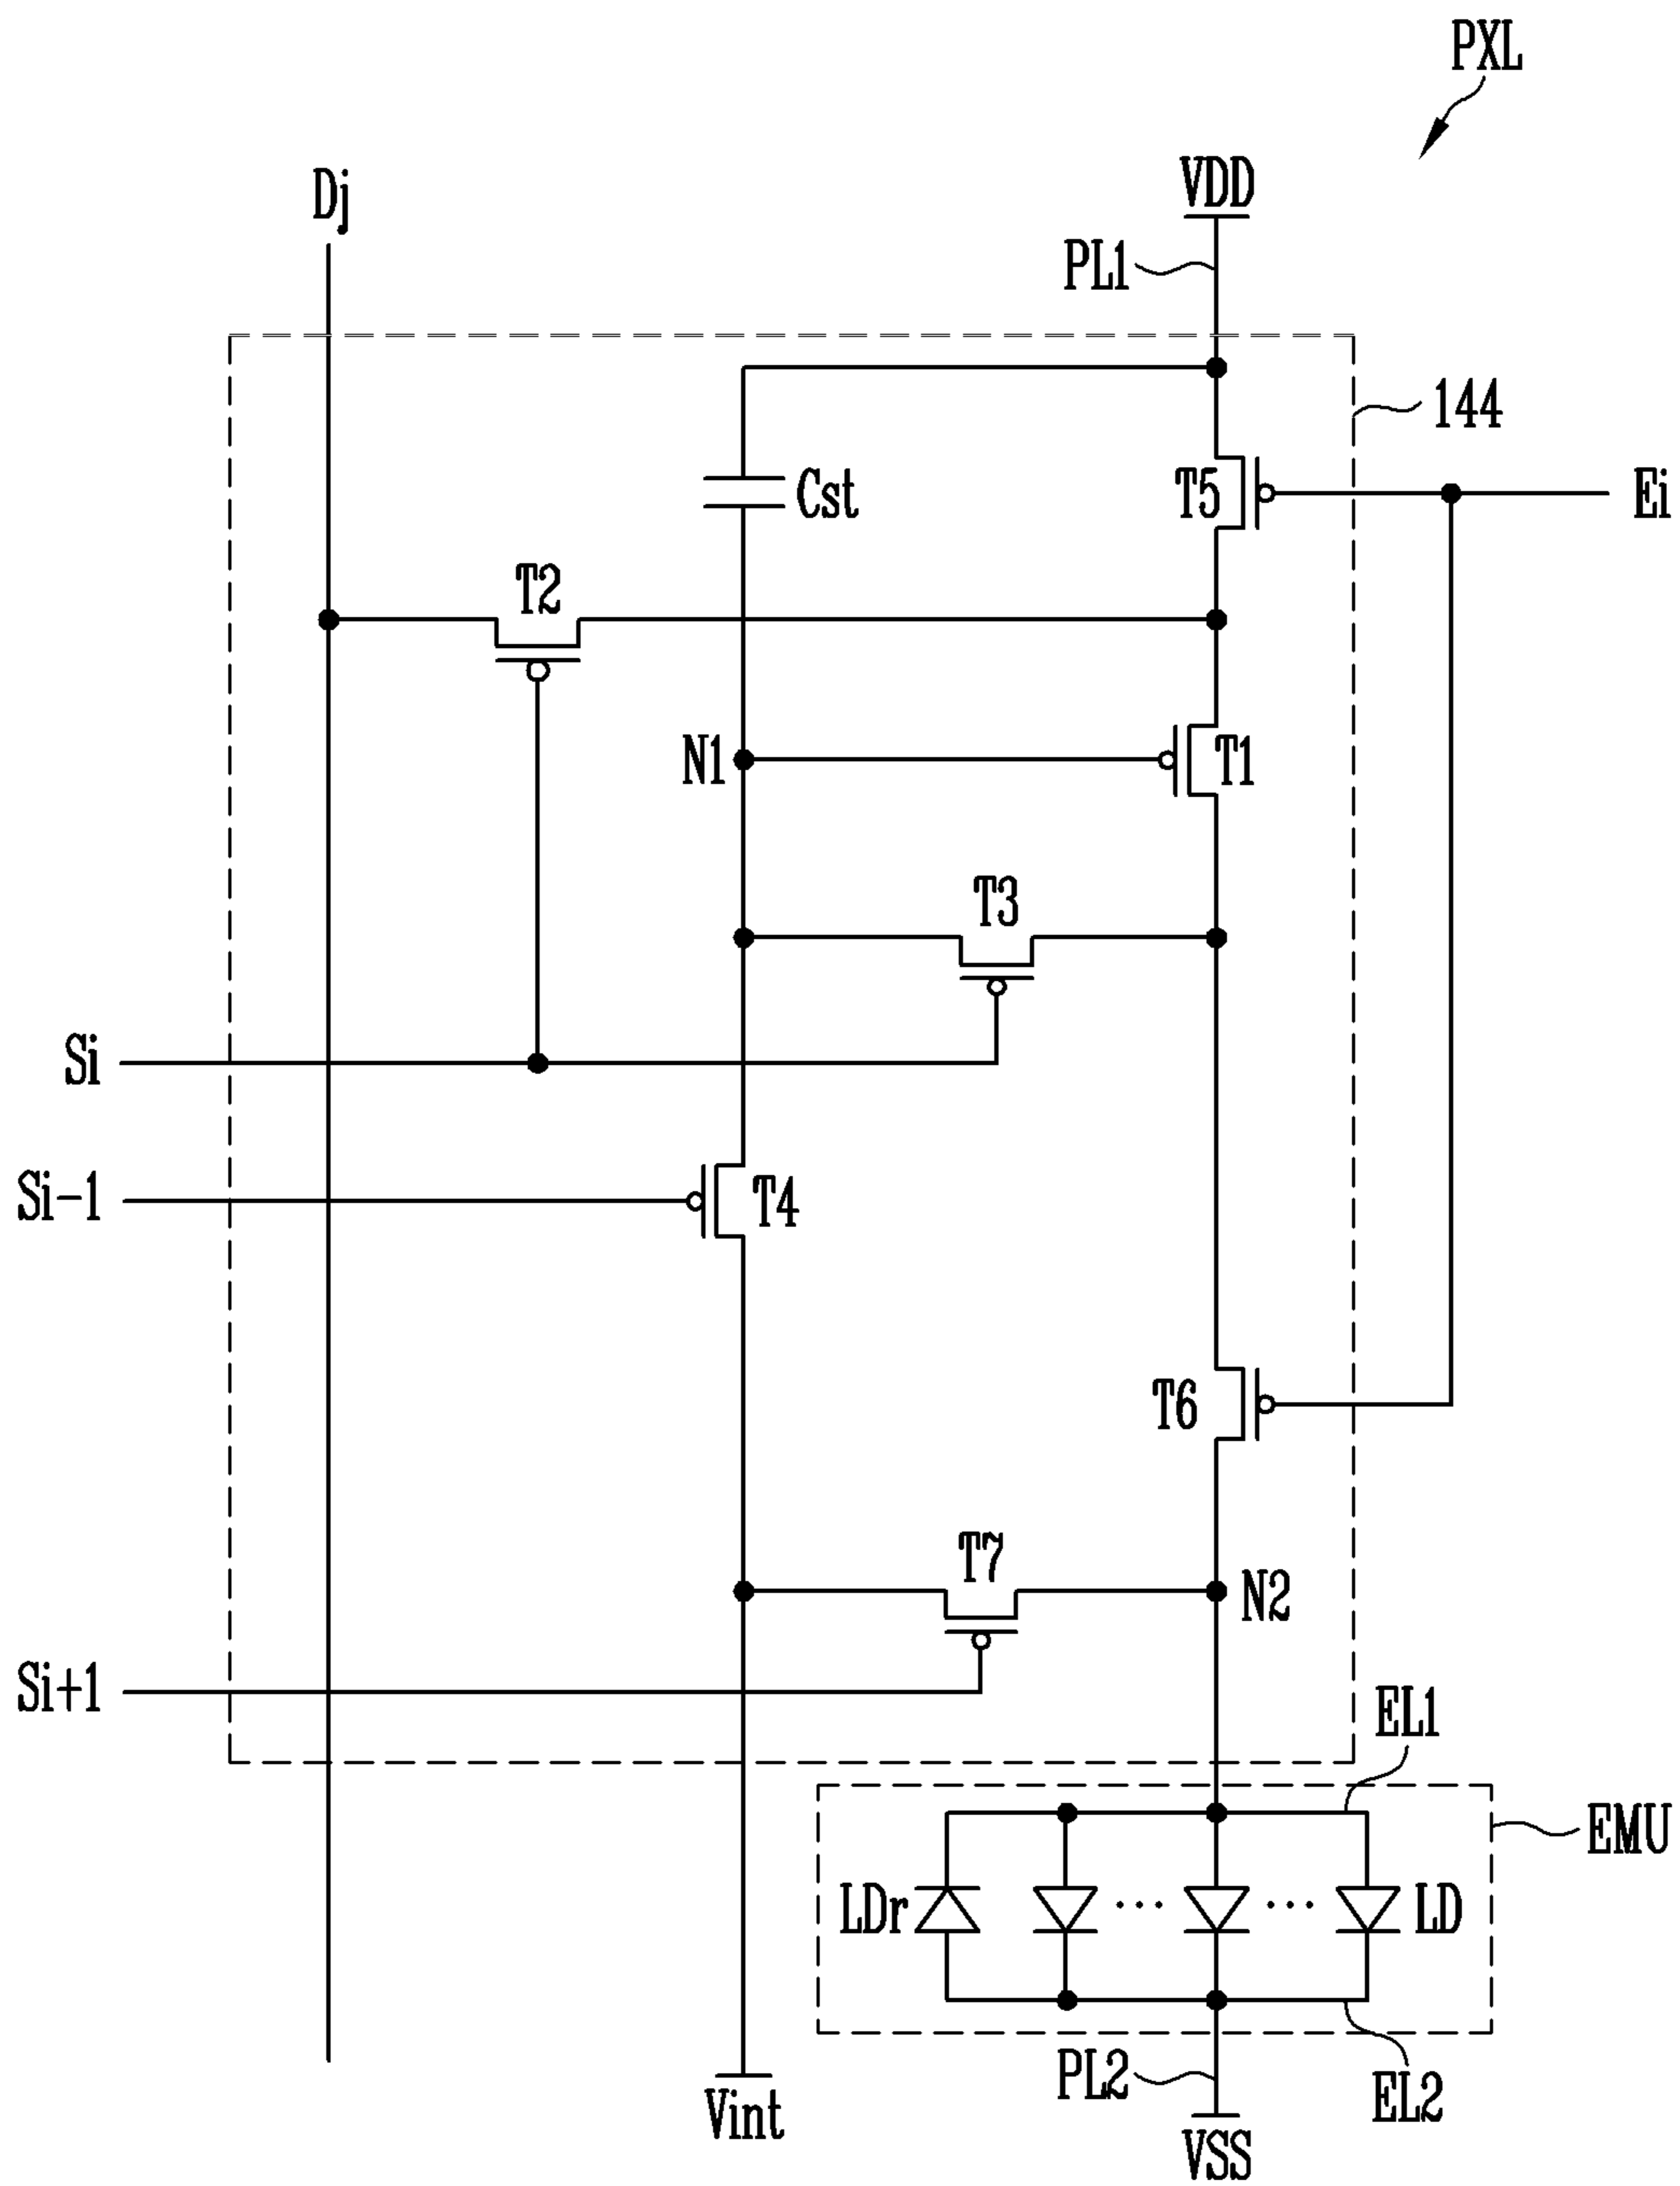 PXL
Dj
VDD
PL1
144
Cst
T5
Ei
T2
N1
T1
T3
Si
Si-1
T4
T6
T7
N2
Si+1
EL1
EMU
LDr
LD
PL2
EL2
Vint
VSS